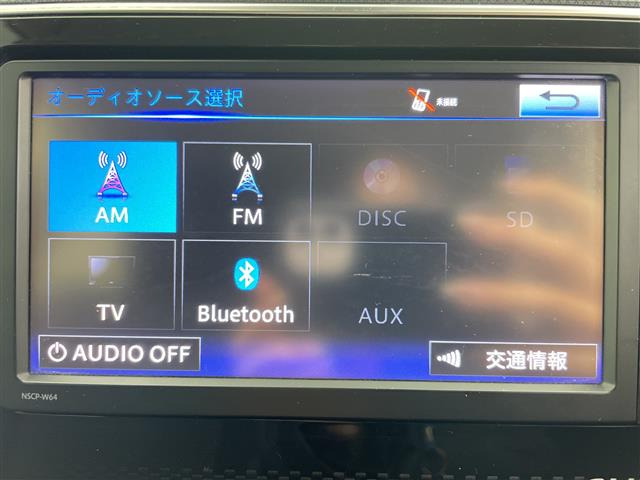 オーディオソース選択
未接続
AM
FM
DISC
SD
TV
Bluetooth
AUX
AUDIO OFF
交通情報
NSCP-W64